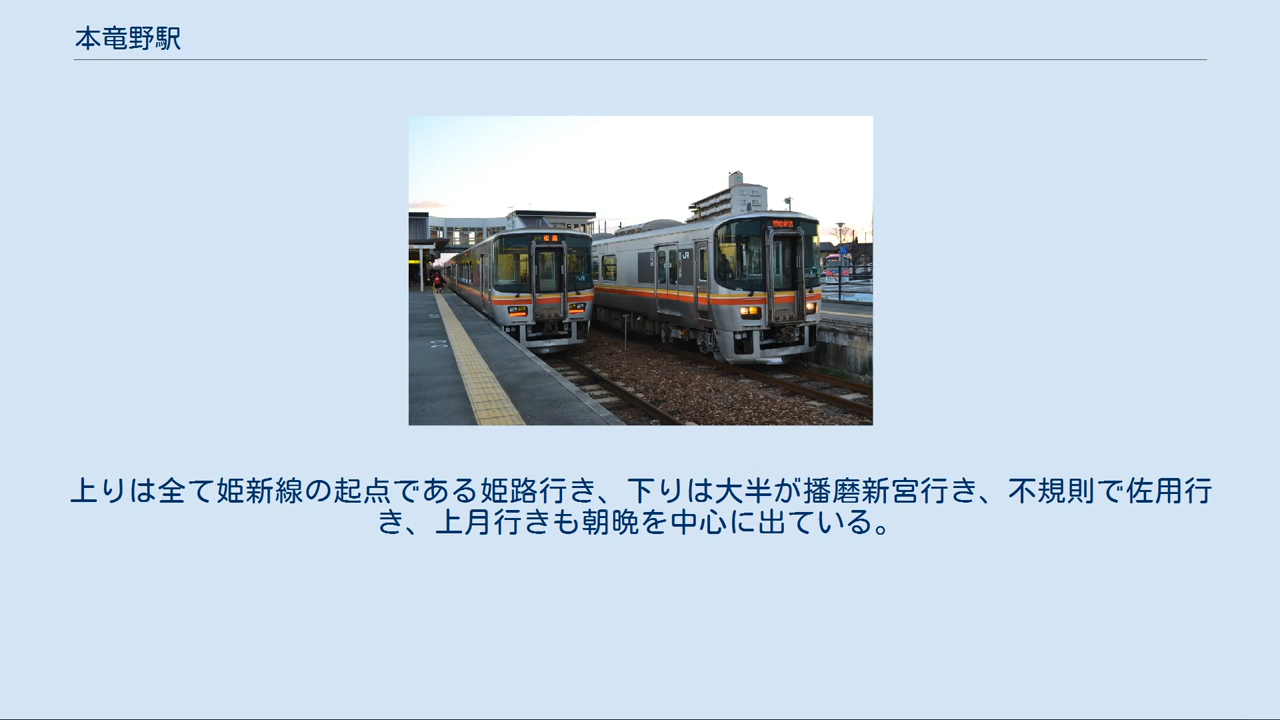 本竜野駅
JR
上りは全て姫新線の起点である姫路行き、下りは大半が播磨新宮行き、不規則で佐用行
き、上月行きも朝晩を中心に出ている。